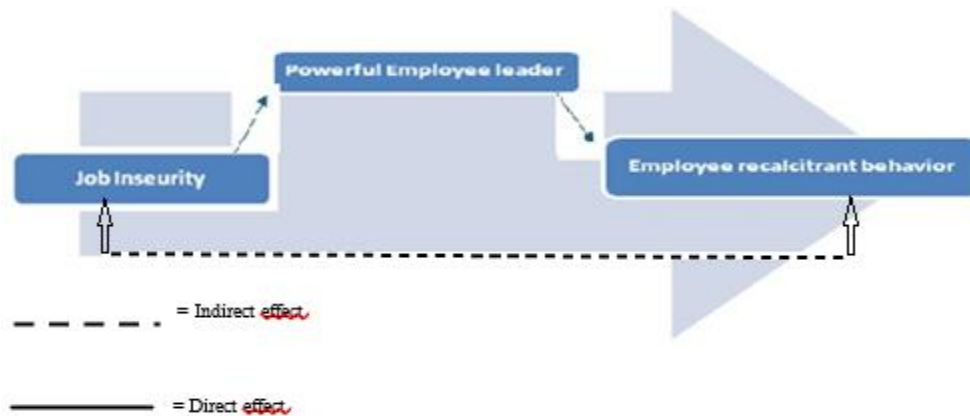 Powerful Employee leader
Job Inseurity
Employee recalcitrant behavior
= Indirect effect
= Direct effect